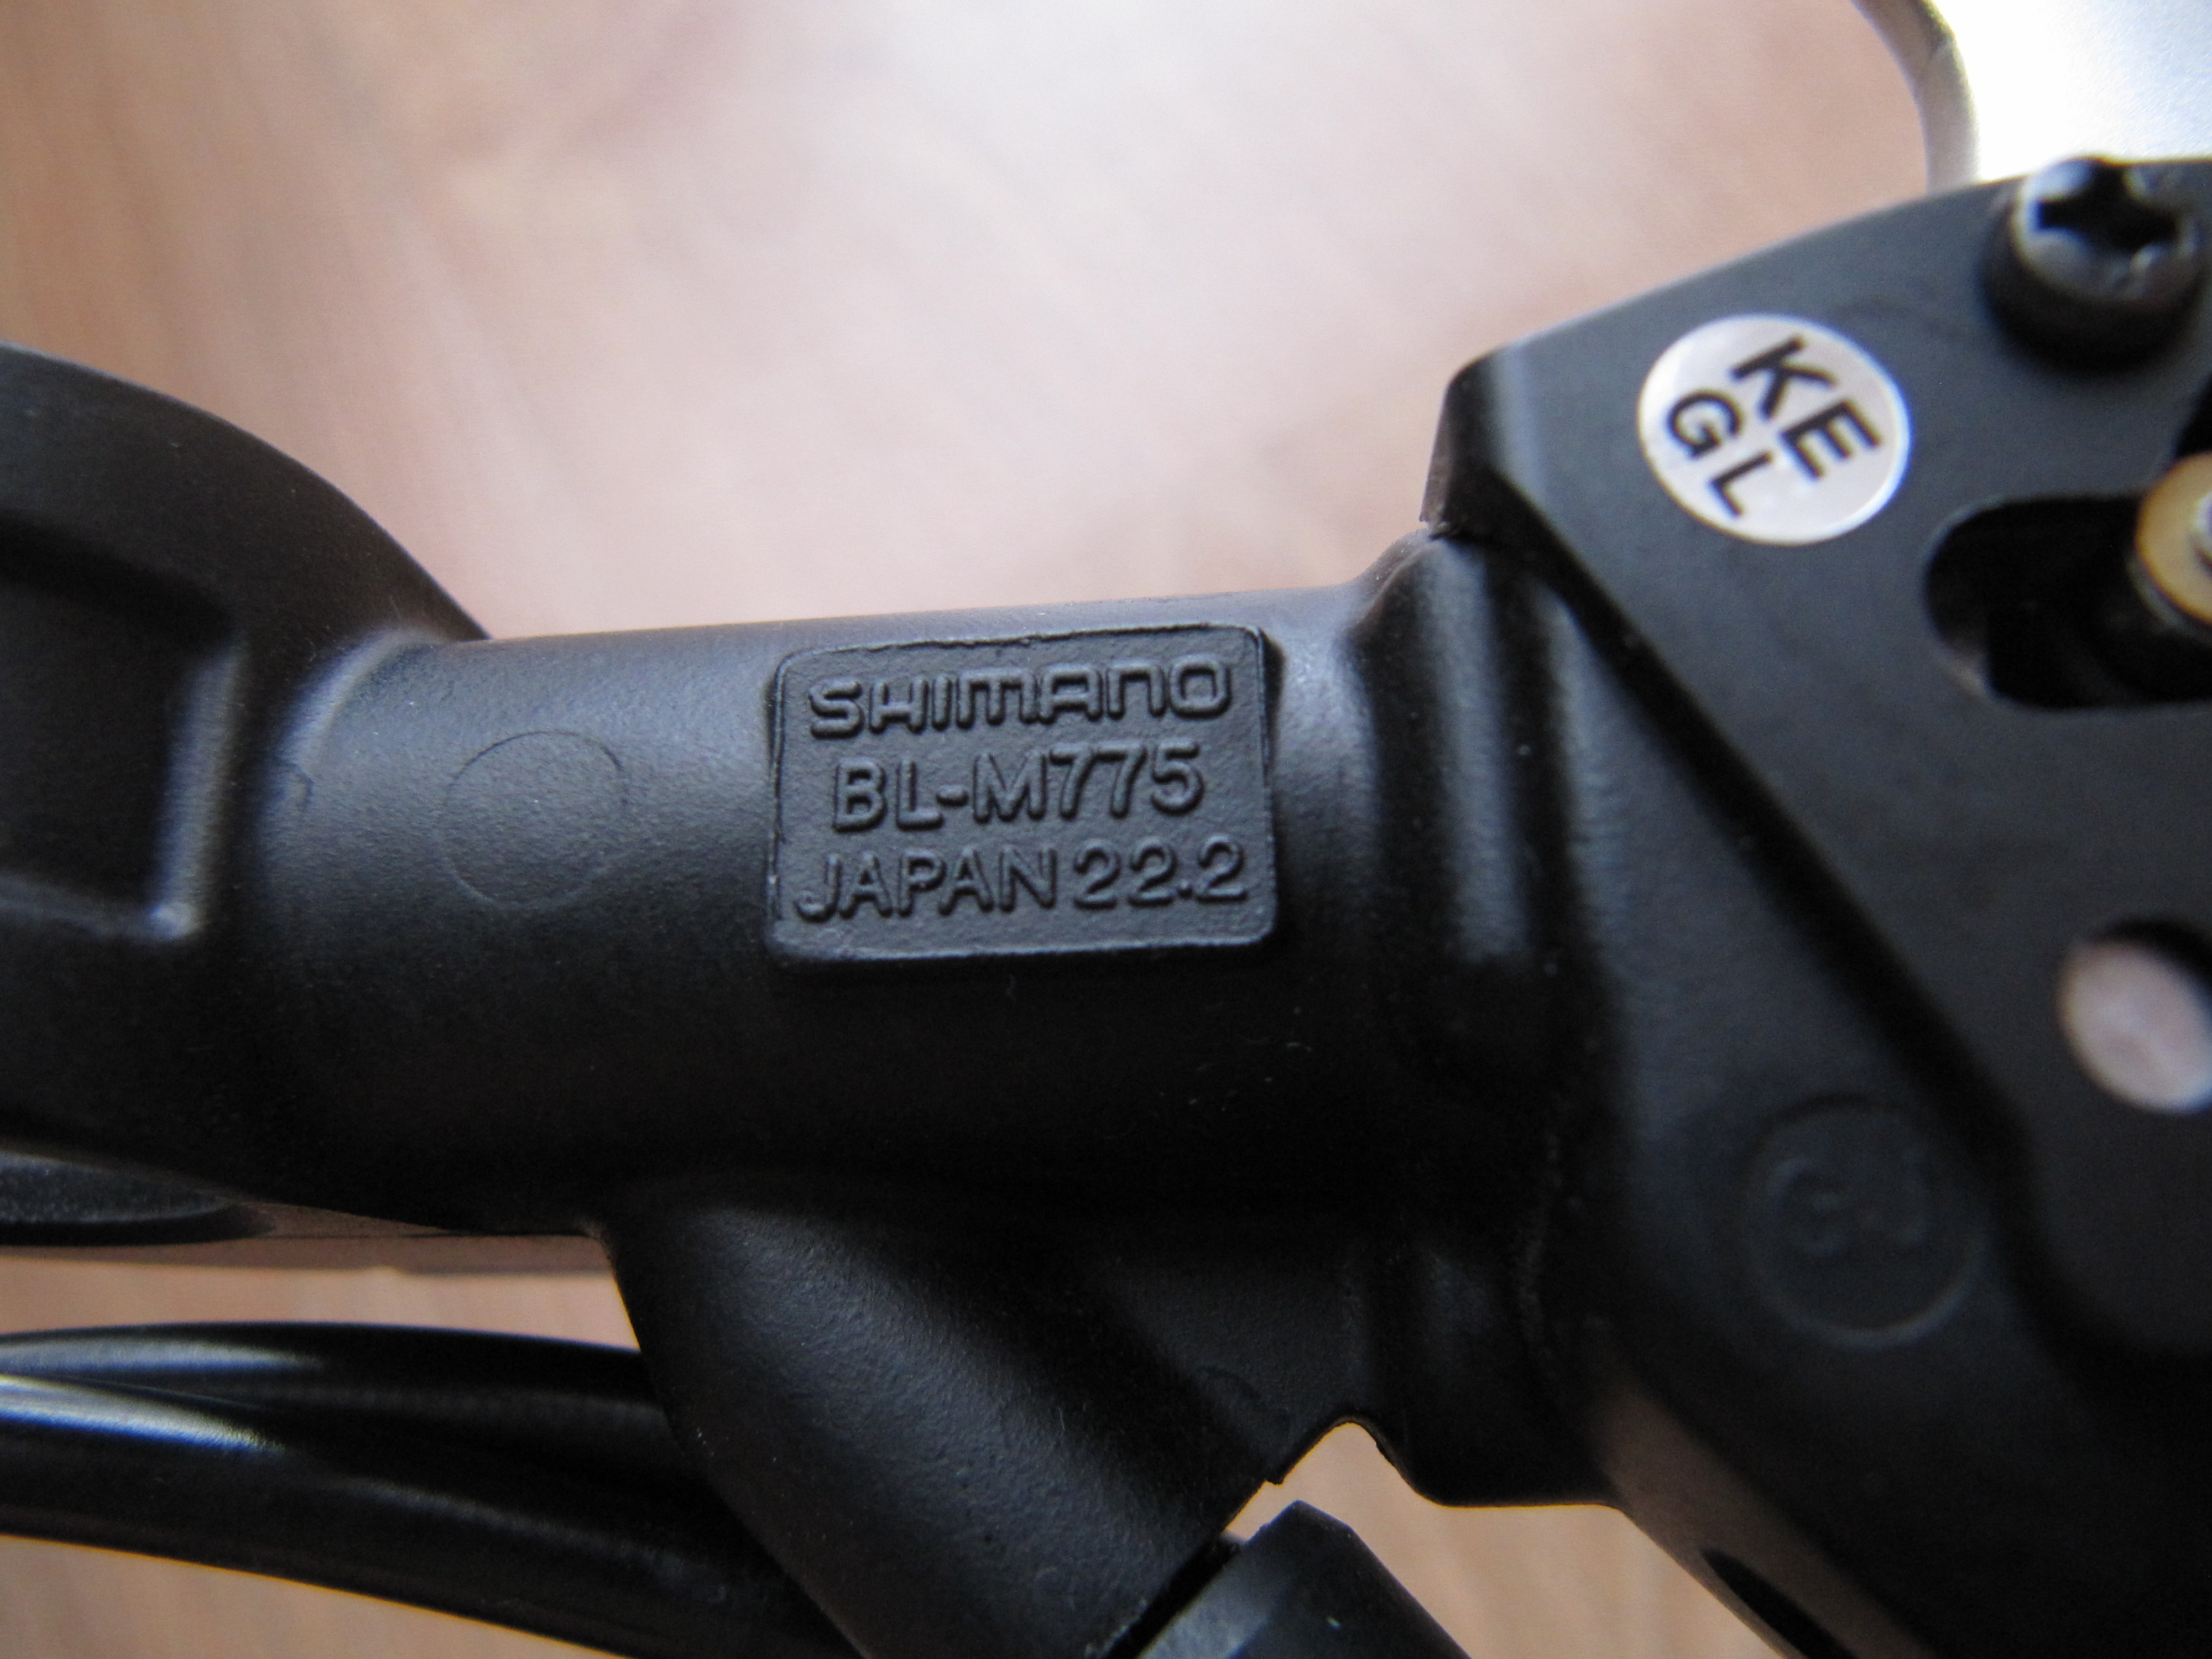 SHIMANO
BL-M775
JAPAN 22.2
KE
GL